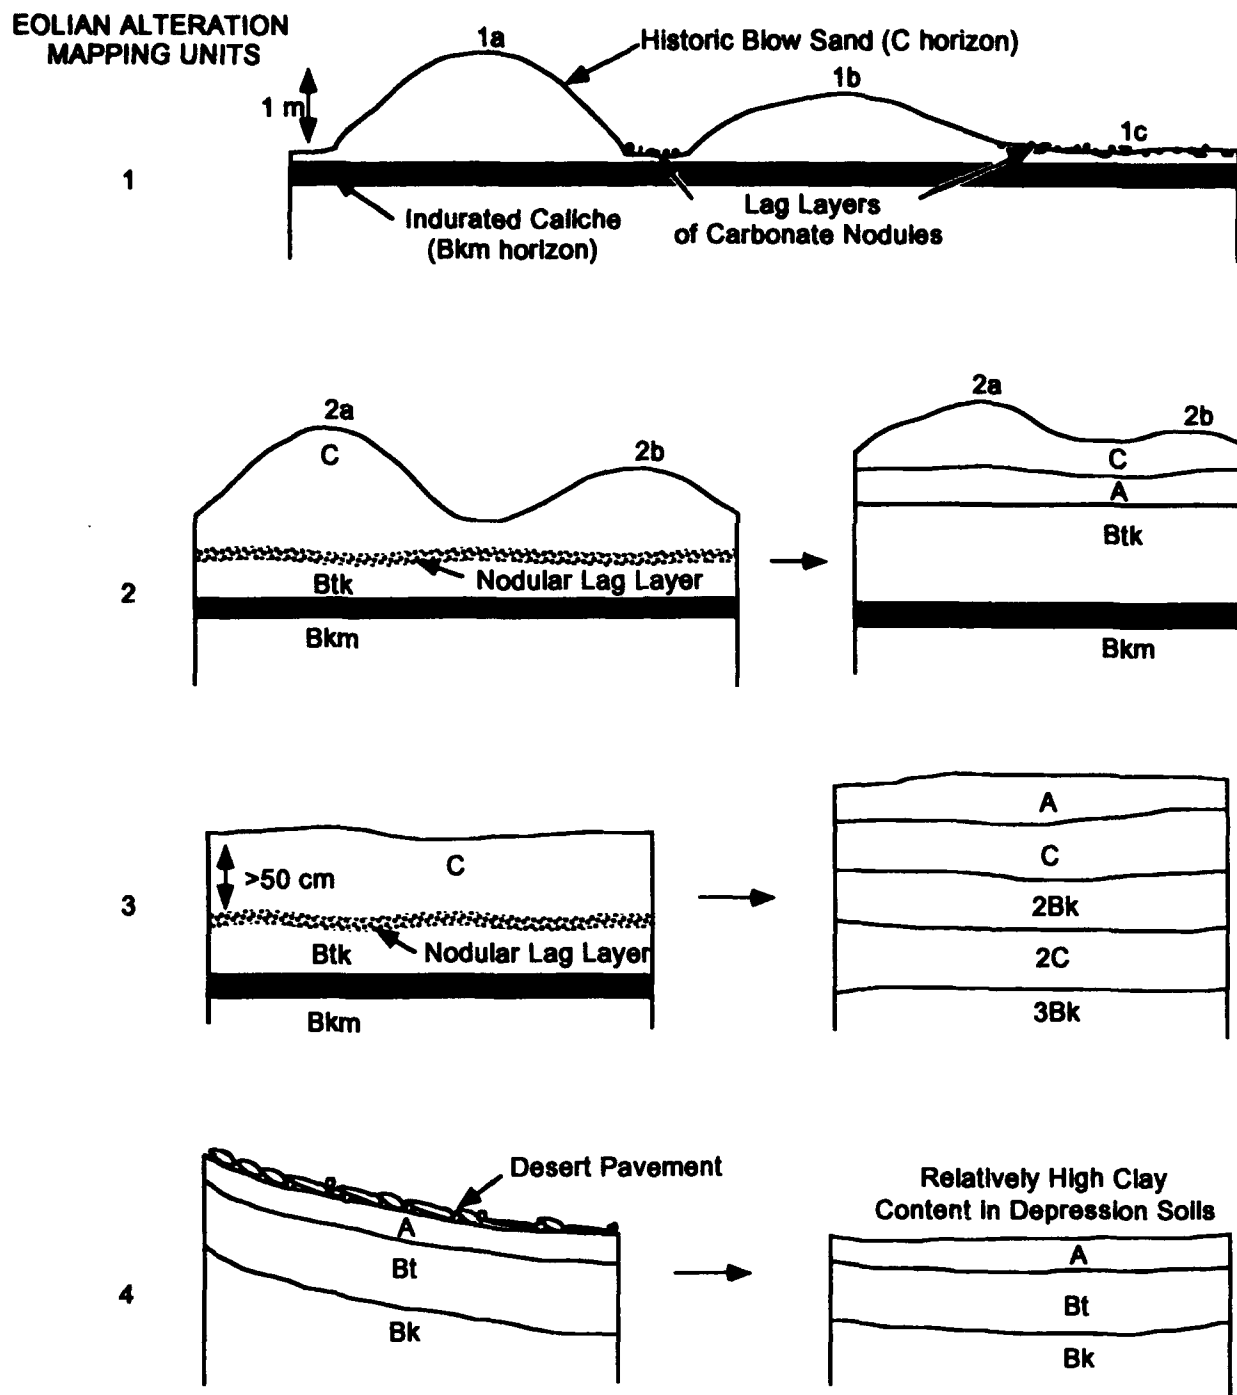 EOLIAN ALTERATION
MAPPING UNITS
1a
Historic Blow Sand (C horizon)
1b
1 m
1c
1
Indurated Caliche
(Bkm horizon)
Lag Layers
of Carbonate Nodules
2a
C
2b
Nodular Lag Layer
Btk
2
Bkm
2a
2b
C
A
Btk
Bkm
C
>50 cm
3
Btk
Nodular Lag Layer
Bkm
A
C
2Bk
2C
3Bk
Desert Pavement
A
Bt
4
Bk
Relatively High Clay
Content in Depression Soils
A
Bt
Bk